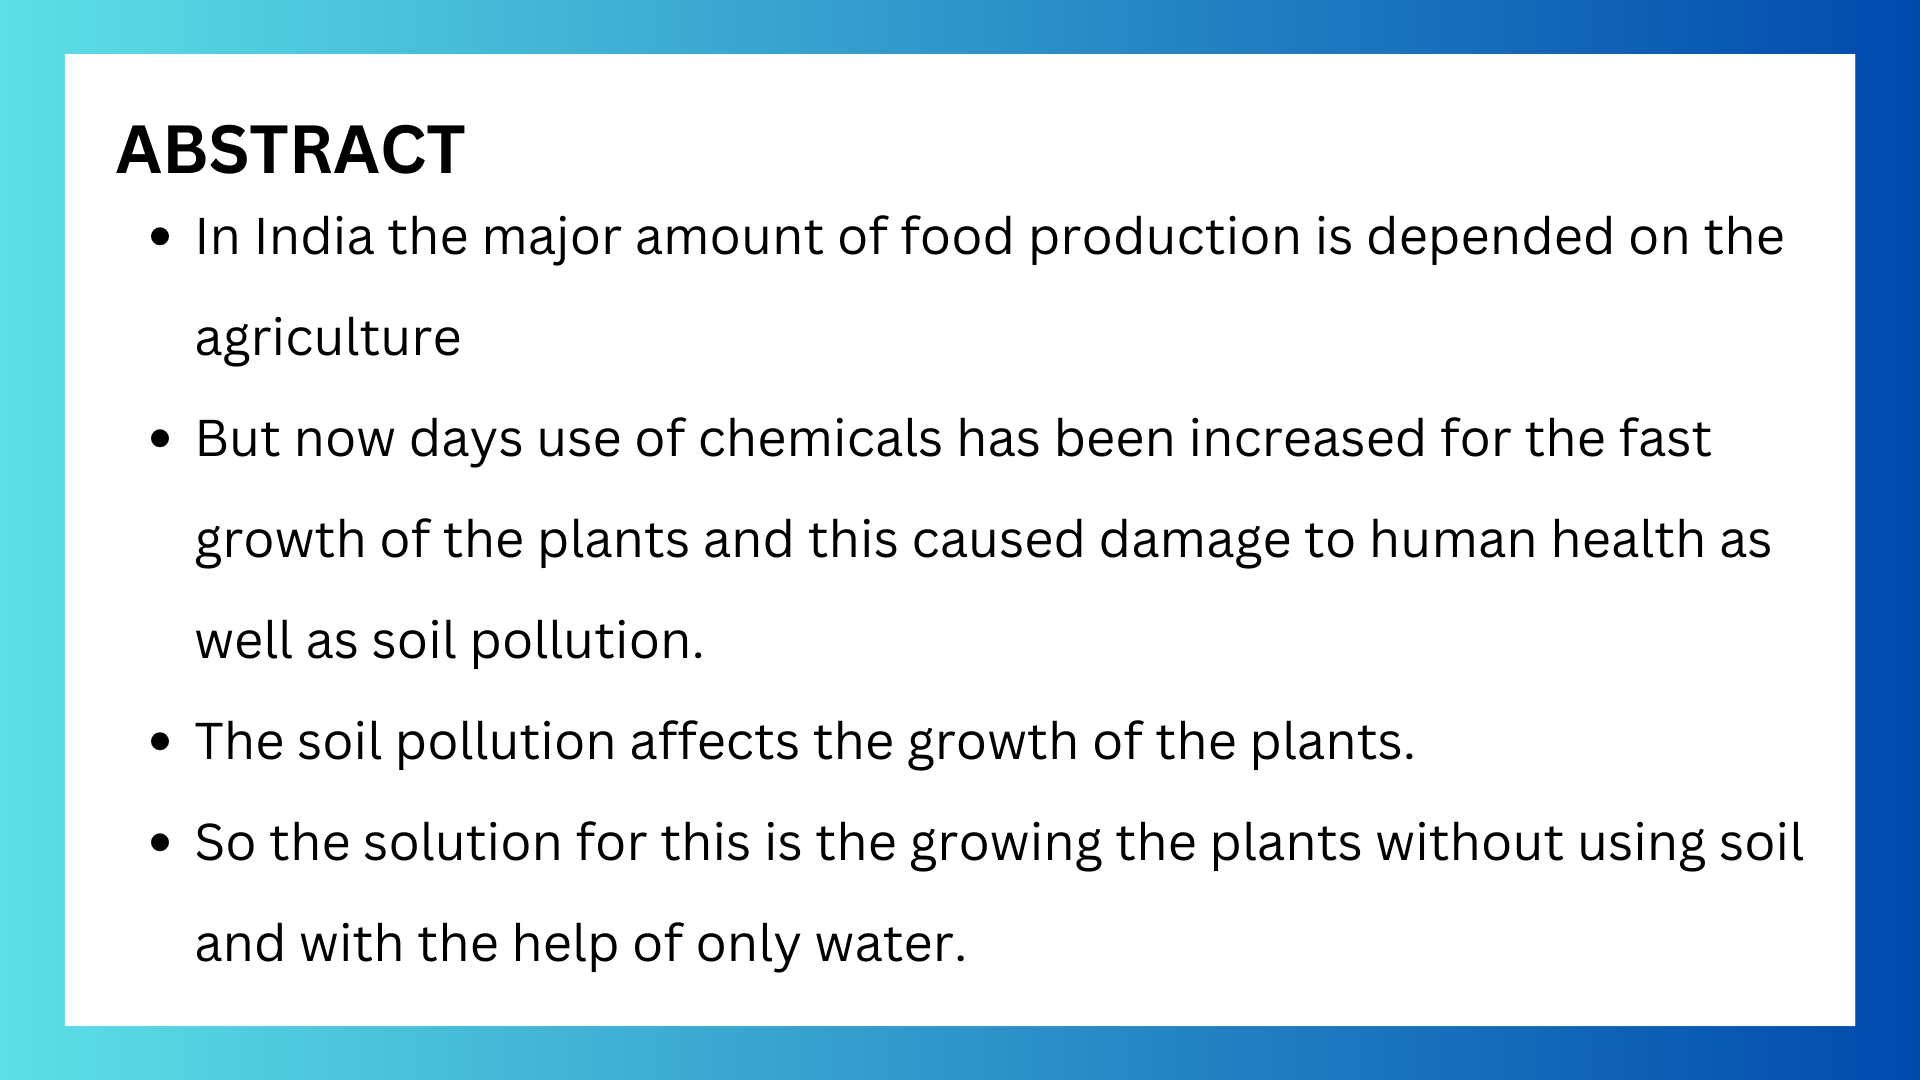 ABSTRACT
• In India the major amount of food production is depended on the
agriculture
• But now days use of chemicals has been increased for the fast
growth of the plants and this caused damage to human health as
well as soil pollution.
• The soil pollution affects the growth of the plants.
• So the solution for this is the growing the plants without using soil
and with the help of only water.